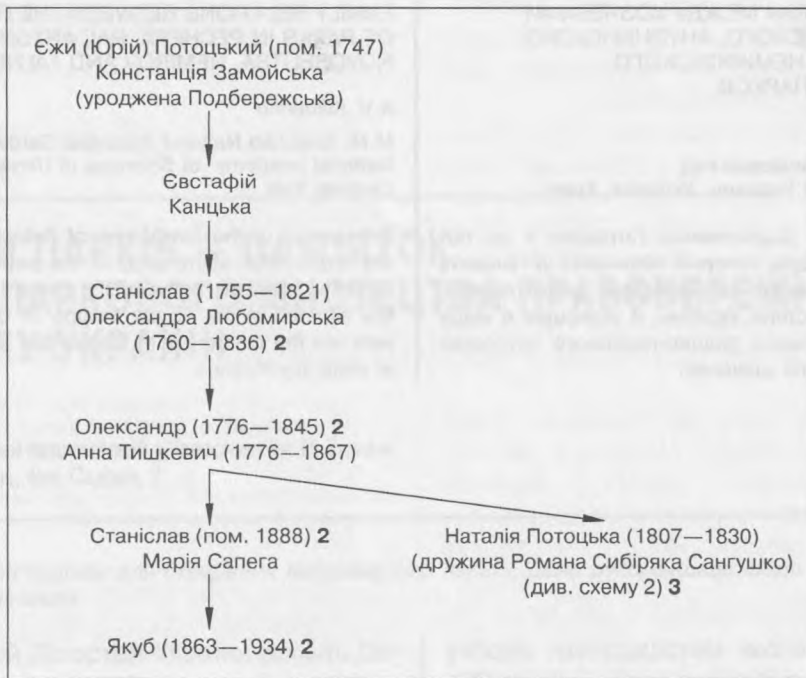 Єжи (Юрій) Потоцький (пом. 1747)
Констанція Замойська
(уроджена Подбережська)
Євстафій
Канцька
Станіслав (1755—1821)
Олександра Любомирська
(1760—1836) 2
Олександр (1776—1845) 2
Анна Тишкевич (1776—1867)
Станіслав (пом. 1888) 2
Марія Сапега
Наталія Потоцька (1807—1830)
(дружина Романа Сибіряка Сангушко)
(див. схему 2) 3
Якуб (1863—1934) 2